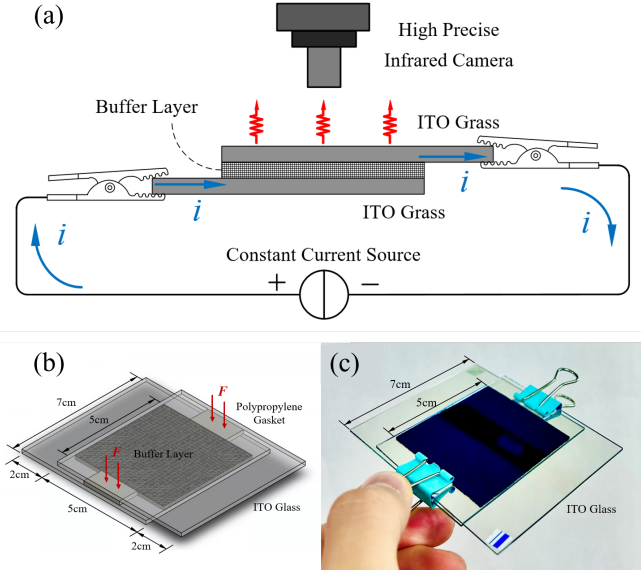 (a)
High Precise
Infrared Camera
Buffer Layer
ITO Grass
i
i
ITO Grass
i
i
Constant Current Source
+
−
(b)
7cm
5cm
F
Polypropylene
Gasket
Buffer Layer
F
2cm
5cm
ITO Glass
2cm
(c)
7cm
5cm
ITO Glass